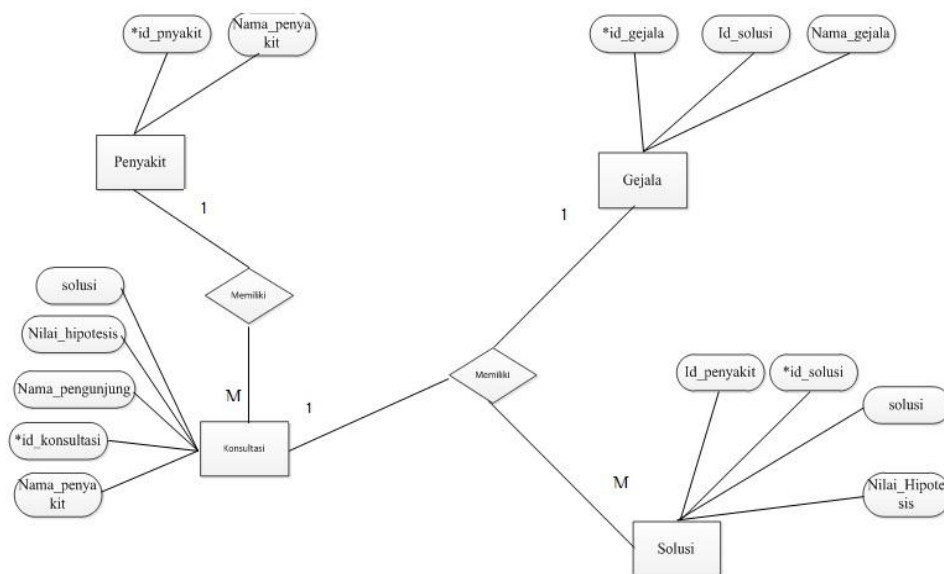 *id_pnyakit
Nama_penya
kit
*id_gejala
Id_solusi
Nama_gejala
Penyakit
Gejala
1
1
Memiliki
solusi
Nilai_hipotesis
Nama_pengunjung
*id_konsultasi
Nama_penya
kit
M
1
Konsultasi
Memiliki
Id_penyakit
*id_solusi
solusi
Nilai_Hipote
sis
M
Solusi